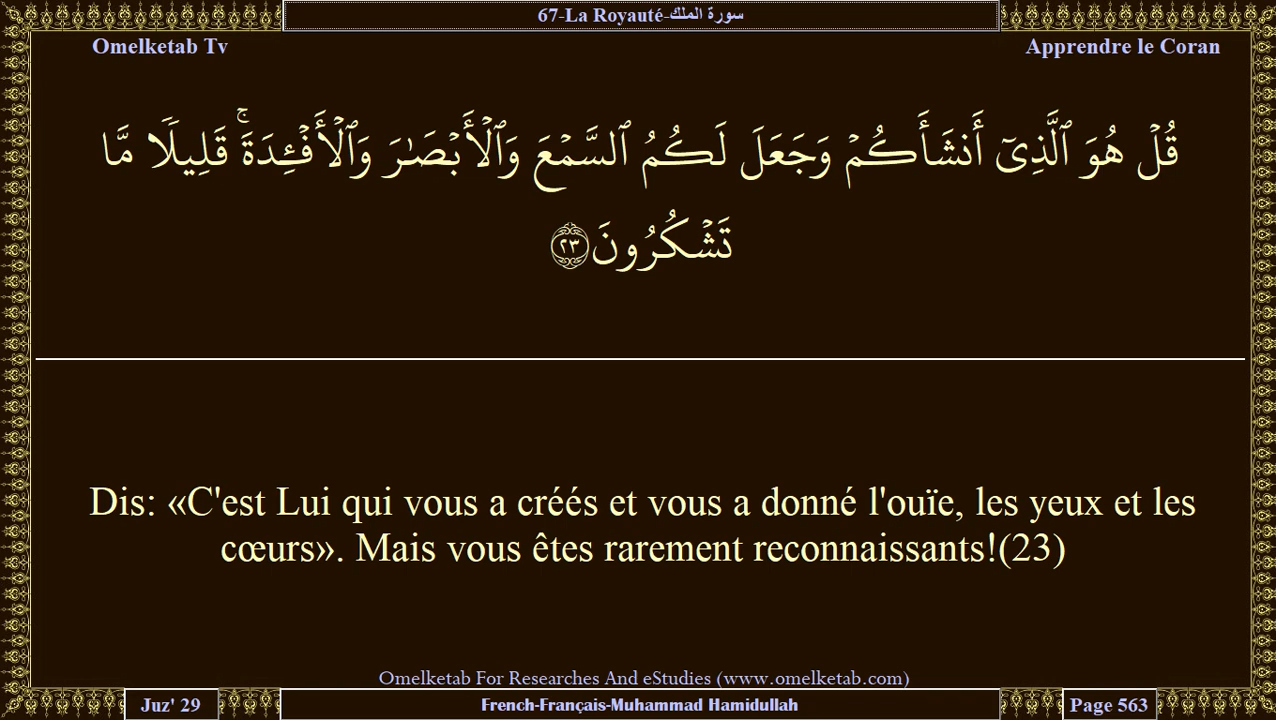 67-La Royauté-سورة الملك
Omelketab Tv
Apprendre le Coran
قُلۡ هُوَ ٱلَّذِيٓ أَنشَأَكُمۡ وَجَعَلَ لَكُمُ ٱلسَّمۡعَ وَٱلۡأَبۡصَٰرَ وَٱلۡأَفۡـِٔدَةَۚ قَلِيلٗا مَّا
تَشۡكُرُونَ ٢٣
Dis: «C'est Lui qui vous a créés et vous a donné l'ouïe, les yeux et les
cœurs». Mais vous êtes rarement reconnaissants!(23)
Omelketab For Researches And eStudies (www.omelketab.com)
Juz' 29
French-Français-Muhammad Hamidullah
Page 563